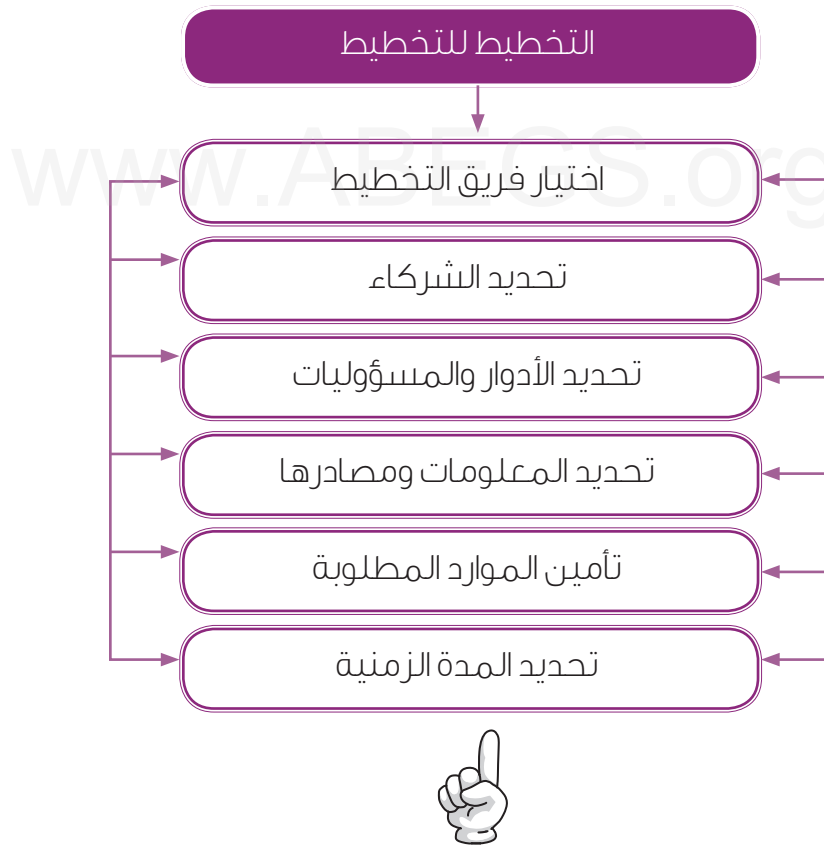 التخطيط للتخطيط
www.ABEGS.org
اختيار فريق التخطيط
تحديد الشركاء
تحديد الأدوار والمسؤوليات
تحديد المعلومات ومصادرها
تأمين الموارد المطلوبة
تحديد المدة الزمنية